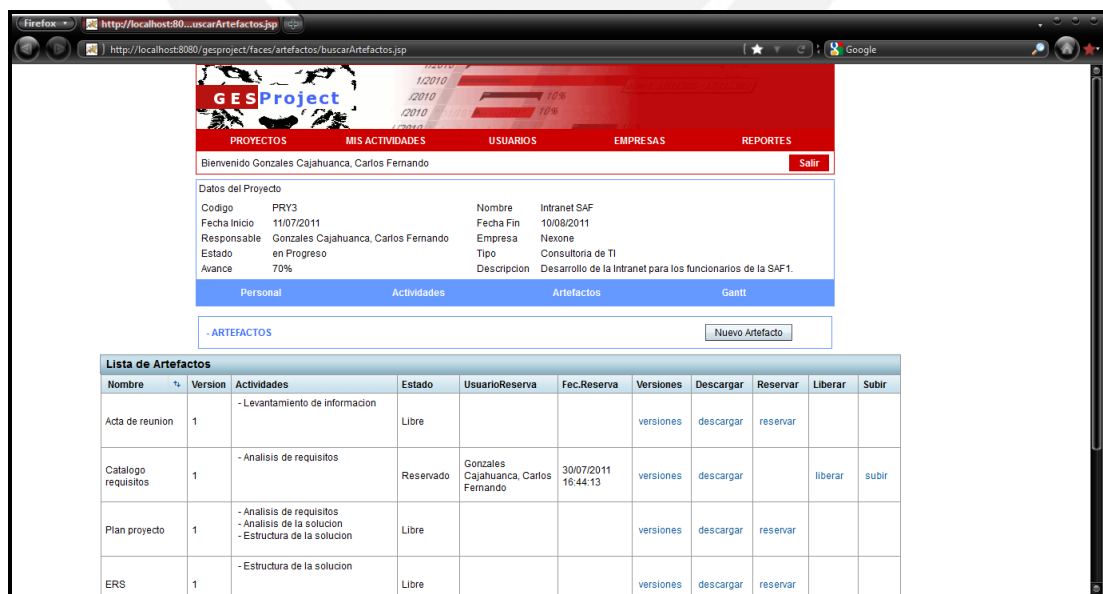 Firefox
http://localhost:80...uscarArtefactos.jsp
http://localhost:8080/gesproject/faces/artefactos/buscarArtefactos.jsp
Google
1/2010
/2010
10%
/2010
10%
GESProject
PROYECTOS MIS ACTIVIDADES USUARIOS EMPRESAS REPORTES
Bienvenido Gonzales Cajahuanca, Carlos Fernando Salir
Datos del Proyecto
Codigo PRY3 Nombre Intranet SAF
Fecha Inicio 11/07/2011 Fecha Fin 10/08/2011
Responsable Gonzales Cajahuanca, Carlos Fernando Empresa Nexone
Estado en Progreso Tipo Consultoria de TI
Avance 70% Descripcion Desarrollo de la Intranet para los funcionarios de la SAF1.
Personal Actividades Artefactos Gantt
- ARTEFACTOS Nuevo Artefacto
Lista de Artefactos
Nombre Version Actividades Estado UsuarioReserva Fec.Reserva Versiones Descargar Reservar Liberar Subir
- Levantamiento de informacion
Acta de reunion 1 Libre versiones descargar reservar
- Analisis de requisitos
Catalogo requisitos 1 Reservado Gonzales Cajahuanca, Carlos Fernando 30/07/2011 16:44:13 versiones descargar liberar subir
- Analisis de requisitos
- Analisis de la solucion
- Estructura de la solucion
Plan proyecto 1 Libre versiones descargar reservar
- Estructura de la solucion
ERS 1 Libre versiones descargar reservar